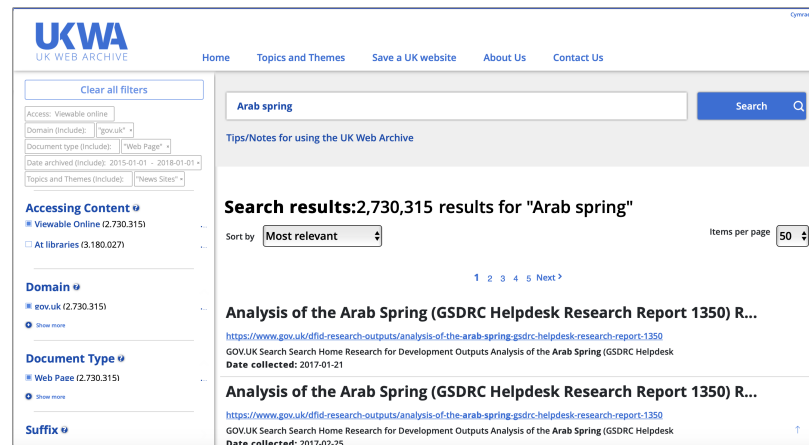 Cymrae
UKWA
UK WEB ARCHIVE
Home Topics and Themes Save a UK website About Us Contact Us
Clear all filters
Access: Viewable online
Domain (Include): "gov.uk"
Document type (Include): "Web Page"
Date archived (Include): 2015-01-01 - 2018-01-01
Topics and Themes (Include): "News Sites"
Accessing Content
Viewable Online (2.730.315)
At libraries (3.180.027)
Domain
gov.uk (2.730.315)
Show more
Document Type
Web Page (2.730.315)
Show more
Suffix
Arab spring
Search
Tips/Notes for using the UK Web Archive
Search results:2,730,315 results for "Arab spring"
Sort by Most relevant
Items per page 50
1 2 3 4 5 Next >
Analysis of the Arab Spring (GSDRC Helpdesk Research Report 1350) R...
https://www.gov.uk/dfid-research-outputs/analysis-of-the-arab-spring-gsdrc-helpdesk-research-report-1350
GOV.UK Search Search Home Research for Development Outputs Analysis of the Arab Spring (GSDRC Helpdesk
Date collected: 2017-01-21
Analysis of the Arab Spring (GSDRC Helpdesk Research Report 1350) R...
https://www.gov.uk/dfid-research-outputs/analysis-of-the-arab-spring-gsdrc-helpdesk-research-report-1350
GOV.UK Search Search Home Research for Development Outputs Analysis of the Arab Spring (GSDRC Helpdesk
Date collected: 2017-02-25